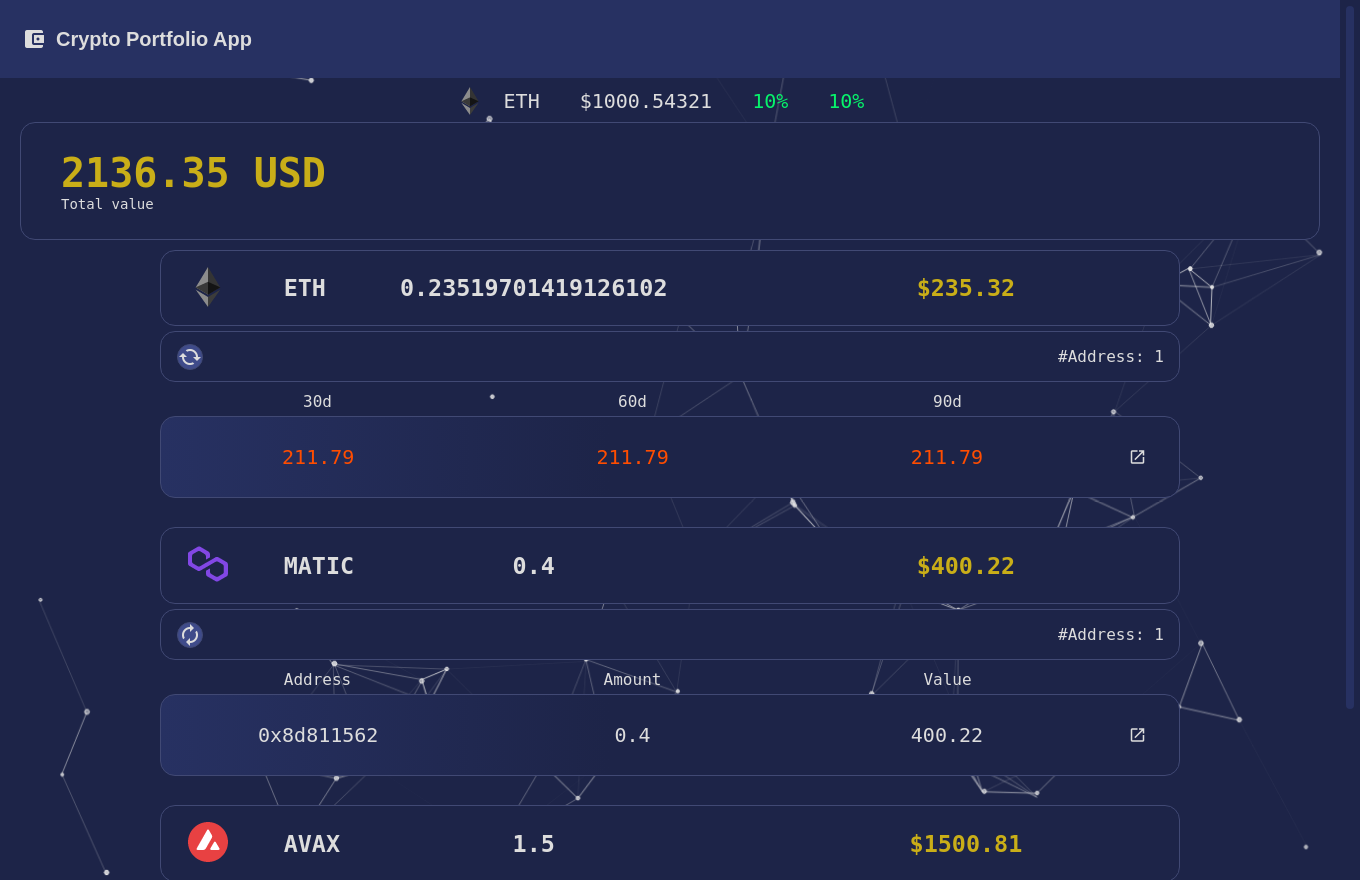 Crypto Portfolio App
ETH $1000.54321 10% 10%
2136.35 USD
Total value
ETH 0.23519701419126102 $235.32
#Address: 1
30d 60d 90d
211.79 211.79 211.79
MATIC 0.4 $400.22
#Address: 1
Address Amount Value
0x8d811562 0.4 400.22
AVAX 1.5 $1500.81